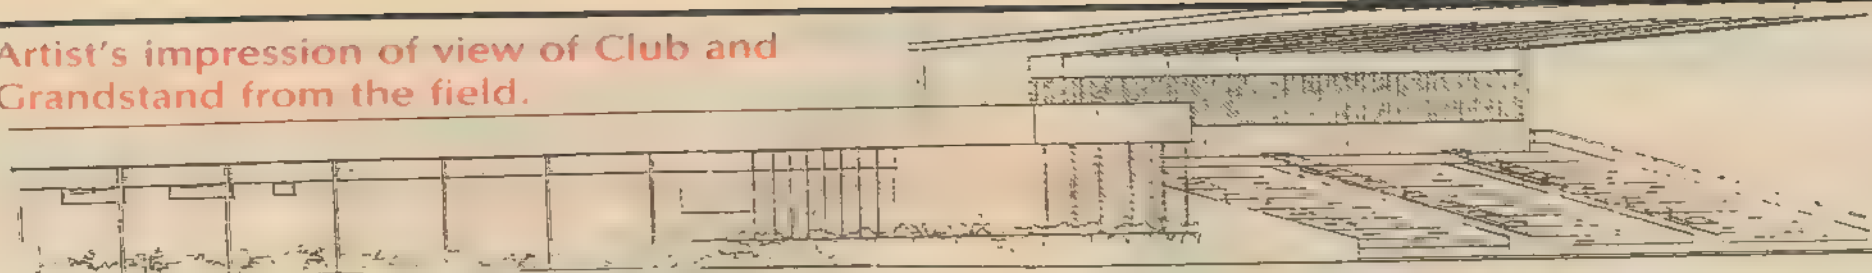 Artist's impression of view of Club and
Grandstand from the field.